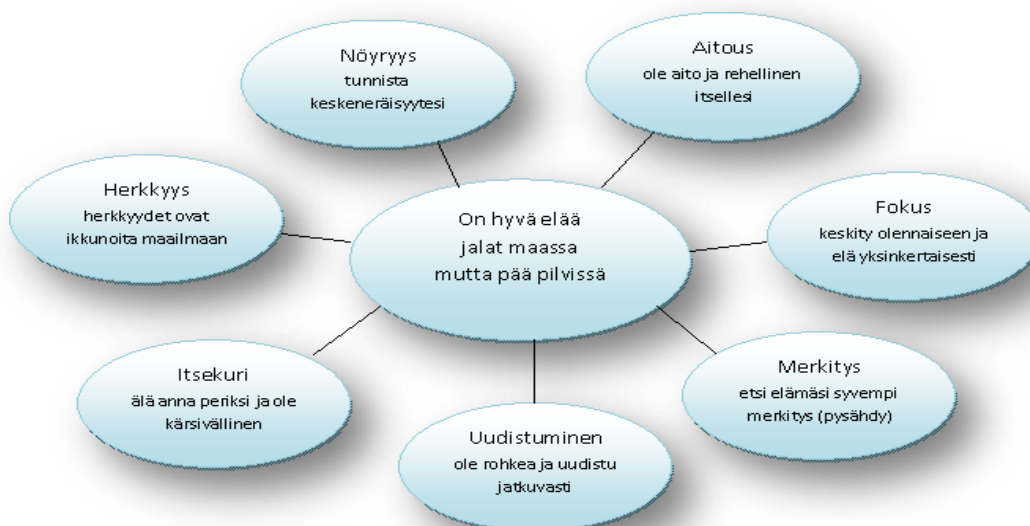 Nöyryys
tunnista
keskeneräisyytesi
Aitous
ole aito ja rehellinen
itsellesi
Herkkyys
herkkyydet ovat
ikkunoita maailmaan
On hyvä elää
jalat maassa
mutta pää pilvissä
Fokus
keskity olennaiseen ja
elä yksinkertaisesti
Itsekuri
älä anna periksi ja ole
kärsivällinen
Merkitys
etsi elämäsi syvempi
merkitys (pysähdy)
Uudistuminen
ole rohkea ja uudistu
jatkuvasti